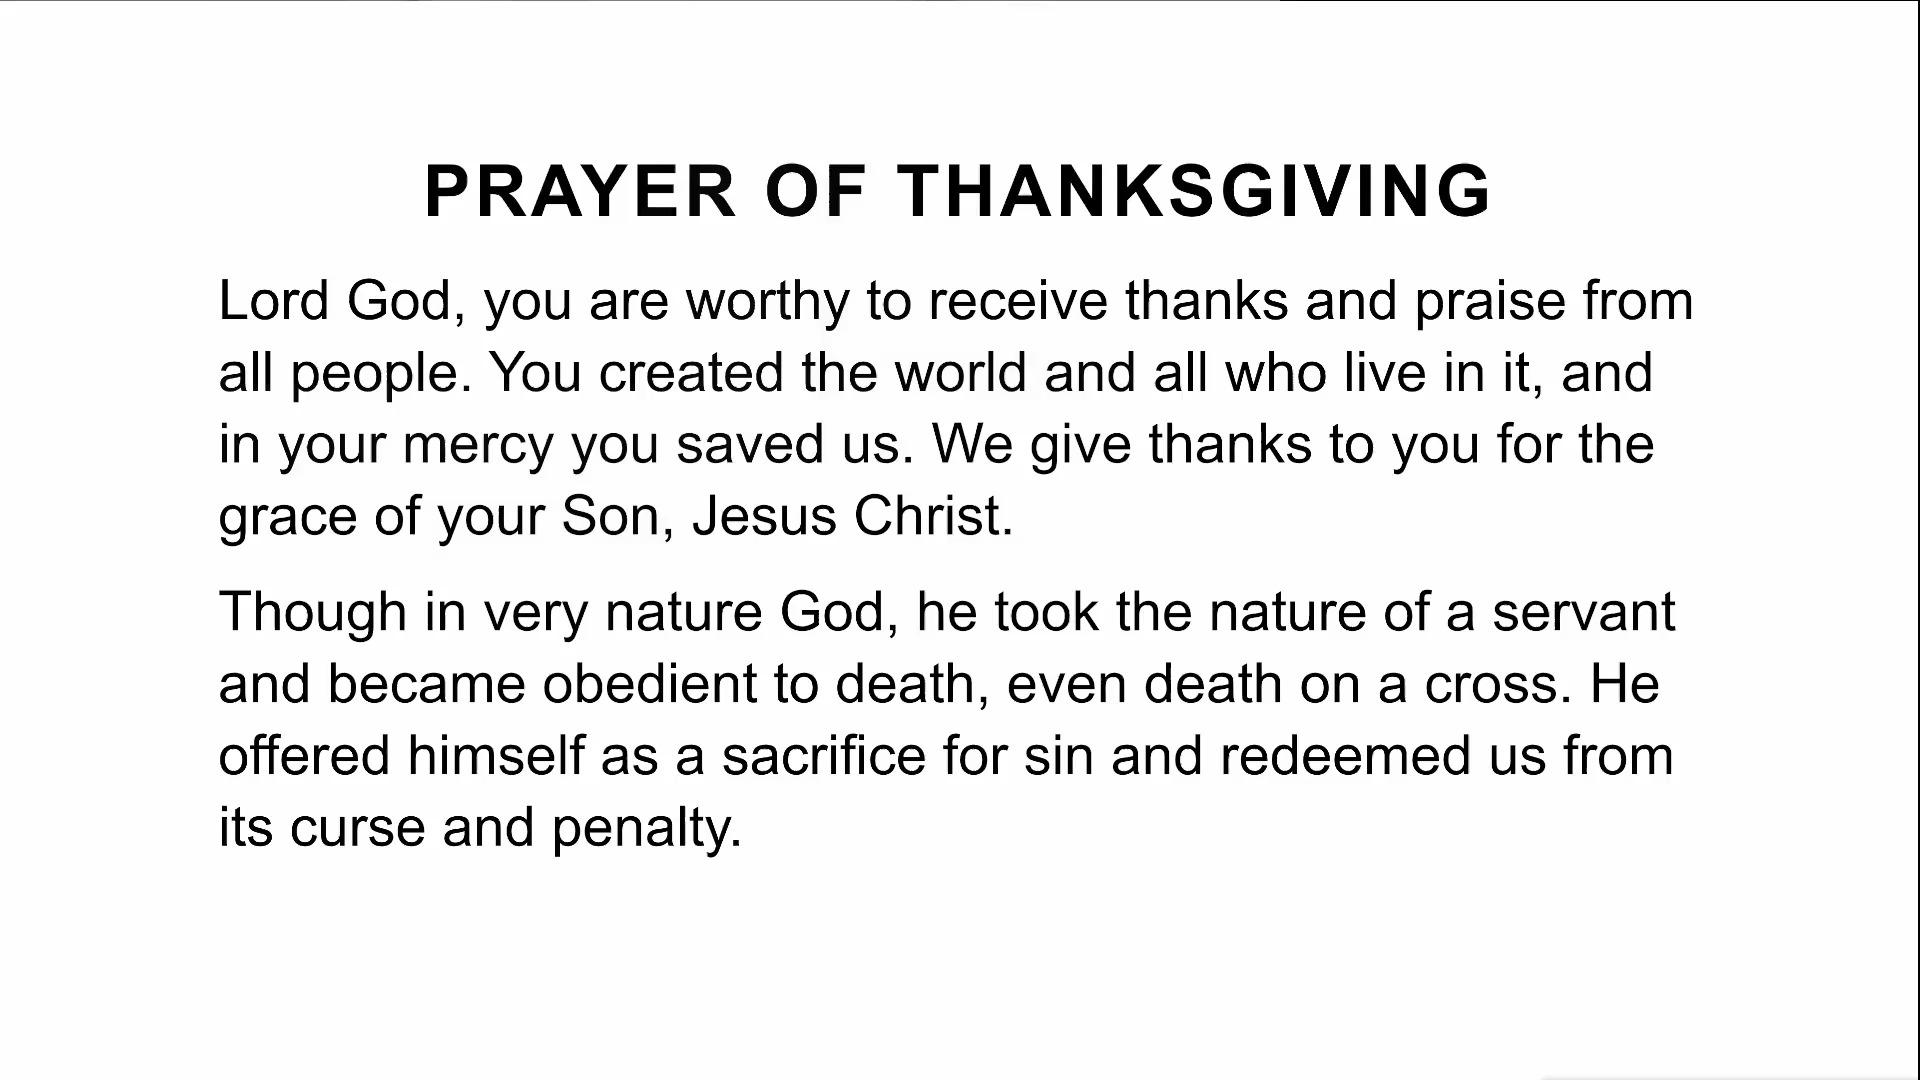 PRAYER OF THANKSGIVING
Lord God, you are worthy to receive thanks and praise from
all people. You created the world and all who live in it, and
in your mercy you saved us. We give thanks to you for the
grace of your Son, Jesus Christ.
Though in very nature God, he took the nature of a servant
and became obedient to death, even death on a cross. He
offered himself as a sacrifice for sin and redeemed us from
its curse and penalty.